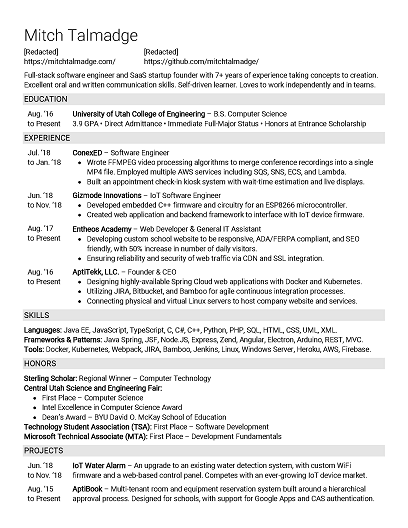 Mitch Talmadge
[Redacted] [Redacted]
https://mitchtalmadge.com/ https://github.com/mitchtalmadge/
Full-stack software engineer and SaaS startup founder with 7+ years of experience taking concepts to creation.
Excellent oral and written communication skills. Self-driven learner. Loves to work independently and in teams.
EDUCATION
Aug. '16 University of Utah College of Engineering – B.S. Computer Science
to Present 3.9 GPA • Direct Admittance • Immediate Full-Major Status • Honors at Entrance Scholarship
EXPERIENCE
Jul. '18 ConexED – Software Engineer
to Jan. '18 • Wrote FFMPEG video processing algorithms to merge conference recordings into a single
MP4 file. Employed multiple AWS services including SQS, SNS, ECS, and Lambda.
• Built an appointment check-in kiosk system with wait-time estimation and live displays.
Jun. '18 Gizmode Innovations – IoT Software Engineer
to Nov. '18 • Developed embedded C++ firmware and circuitry for an ESP8266 microcontroller.
• Created web application and backend framework to interface with IoT device firmware.
Aug. '17 Entheos Academy – Web Developer & General IT Assistant
to Present • Developing custom school website to be responsive, ADA/FERPA compliant, and SEO
friendly, with 50% increase in number of daily visitors.
• Ensuring reliability and security of web traffic via CDN and SSL integration.
Aug. '16 AptiTekk, LLC. – Founder & CEO
to Present • Designing highly-available Spring Cloud web applications with Docker and Kubernetes.
• Utilizing JIRA, Bitbucket, and Bamboo for agile continuous integration processes.
• Connecting physical and virtual Linux servers to host company website and services.
SKILLS
Languages: Java EE, JavaScript, TypeScript, C, C#, C++, Python, PHP, SQL, HTML, CSS, UML, XML.
Frameworks & Patterns: Java Spring, JSF, Node.JS, Express, Zend, Angular, Electron, Arduino, REST, MVC.
Tools: Docker, Kubernetes, Webpack, JIRA, Bamboo, Jenkins, Linux, Windows Server, Heroku, AWS, Firebase.
HONORS
Sterling Scholar: Regional Winner – Computer Technology
Central Utah Science and Engineering Fair:
• First Place – Computer Science
• Intel Excellence in Computer Science Award
• Dean's Award – BYU David O. McKay School of Education
Technology Student Association (TSA): First Place – Software Development
Microsoft Technical Associate (MTA): First Place – Development Fundamentals
PROJECTS
Jun. '18 IoT Water Alarm – An upgrade to an existing water detection system, with custom WiFi
to Nov. '18 firmware and a web-based control panel. Competes with an ever-growing IoT device market.
Aug. '15 AptiBook – Multi-tenant room and equipment reservation system built around a hierarchical
to Present approval process. Designed for schools, with support for Google Apps and CAS authentication.